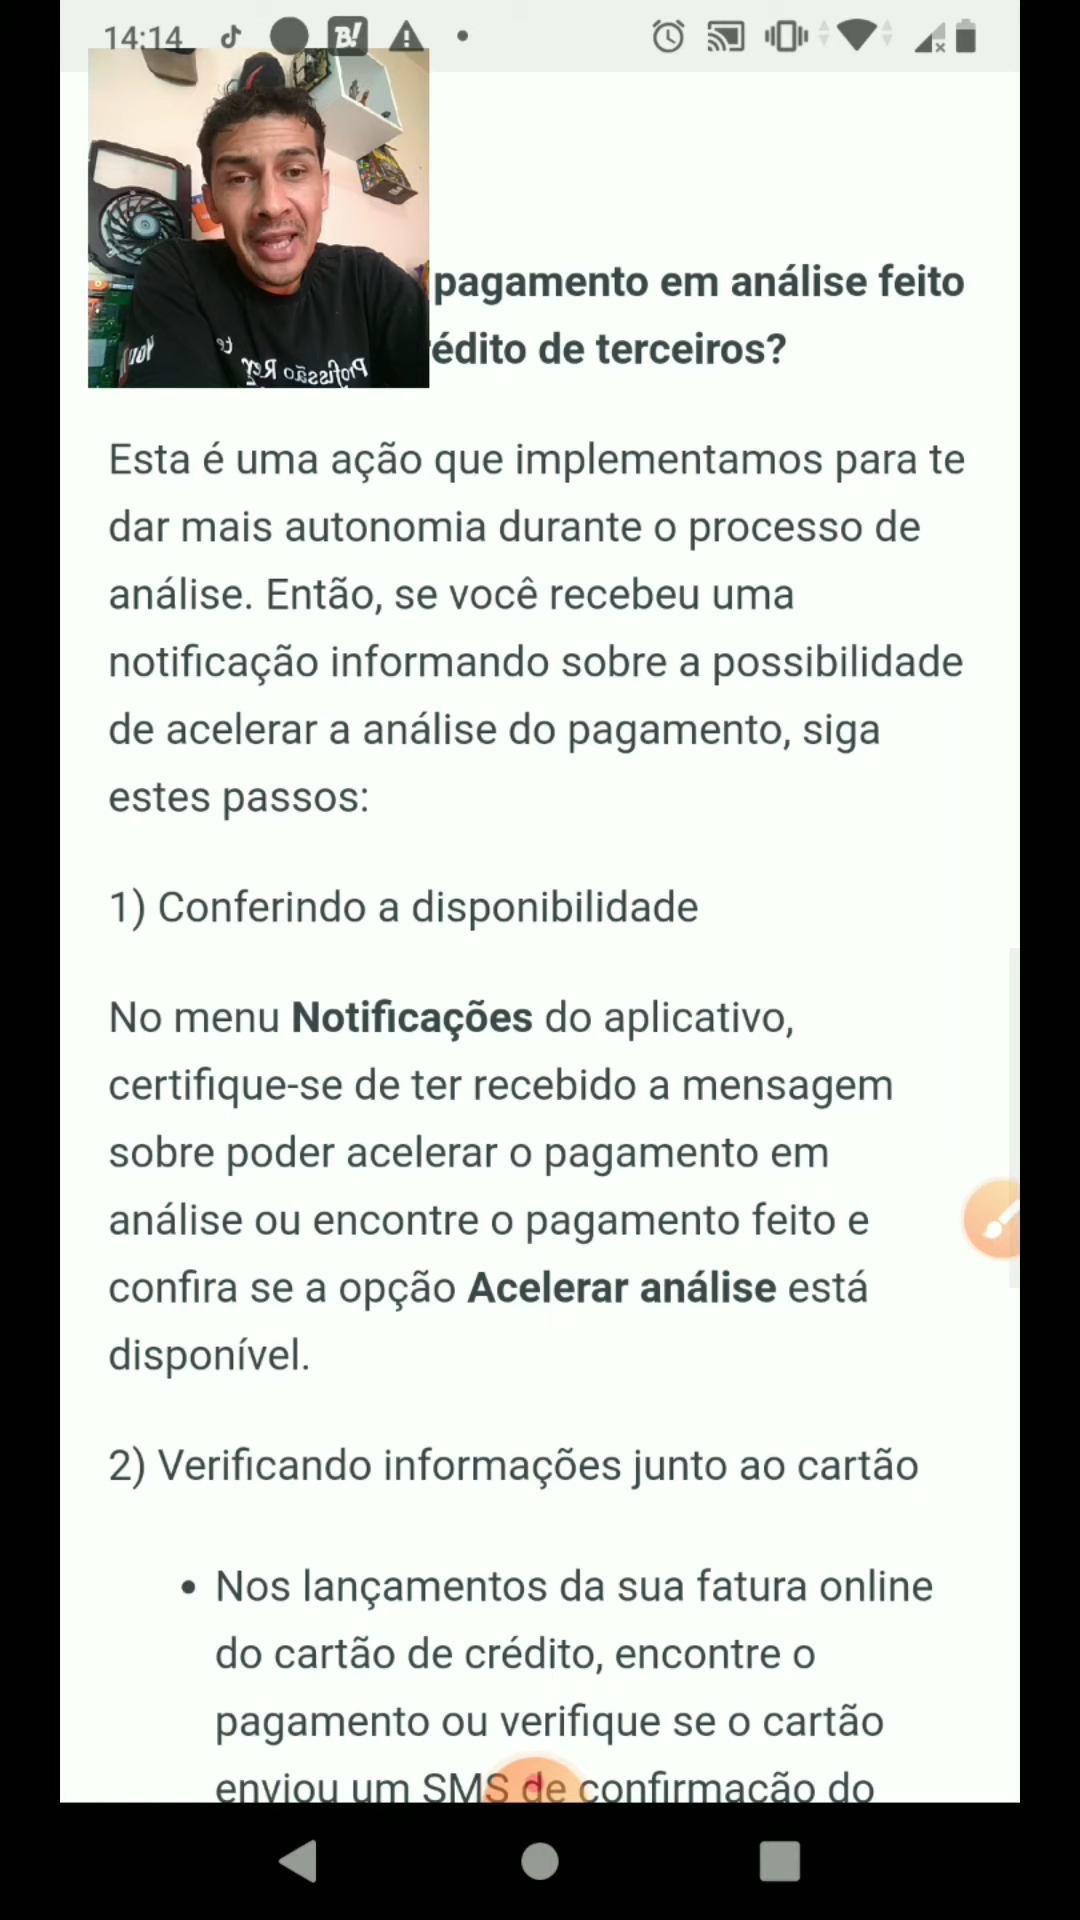 14:14
B!
pagamento em análise feito
édito de terceiros?
Profissão
Esta é uma ação que implementamos para te
dar mais autonomia durante o processo de
análise. Então, se você recebeu uma
notificação informando sobre a possibilidade
de acelerar a análise do pagamento, siga
estes passos:
1) Conferindo a disponibilidade
No menu Notificações do aplicativo,
certifique-se de ter recebido a mensagem
sobre poder acelerar o pagamento em
análise ou encontre o pagamento feito e
confira se a opção Acelerar análise está
disponível.
2) Verificando informações junto ao cartão
• Nos lançamentos da sua fatura online
do cartão de crédito, encontre o
pagamento ou verifique se o cartão
enviou um SMS de confirmação do